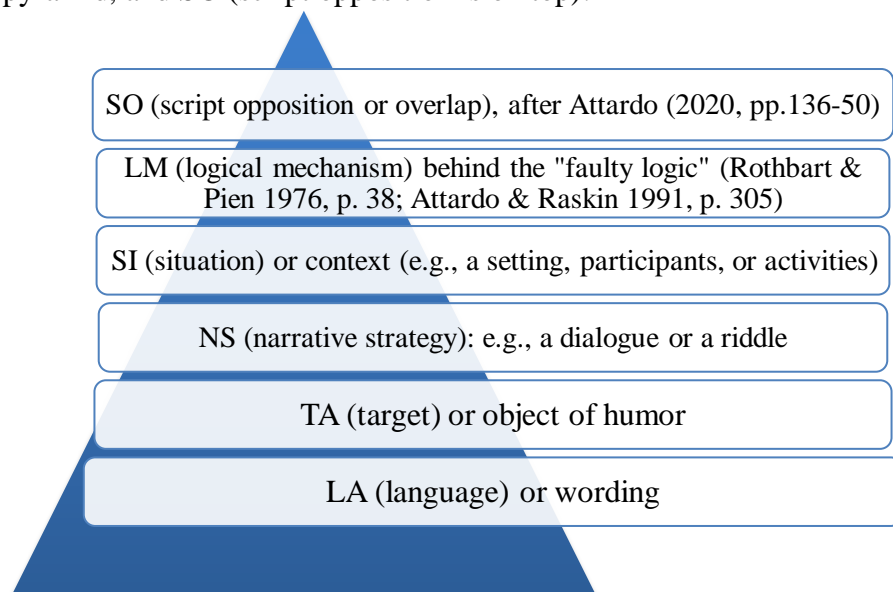 SO (script opposition or overlap), after Attardo (2020, pp.136-50)
LM (logical mechanism) behind the "faulty logic" (Rothbart &
Pien 1976, p. 38; Attardo & Raskin 1991, p. 305)
SI (situation) or context (e.g., a setting, participants, or activities)
NS (narrative strategy): e.g., a dialogue or a riddle
TA (target) or object of humor
LA (language) or wording